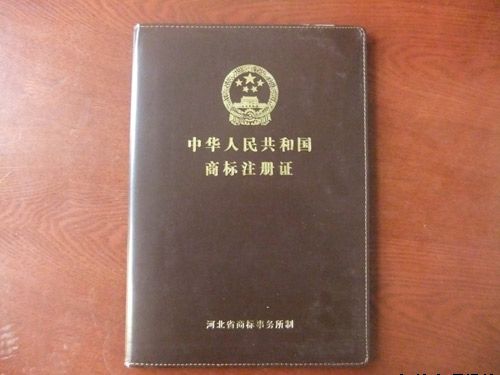 中华人民共和国
商标注册证
河北省商标事务所制